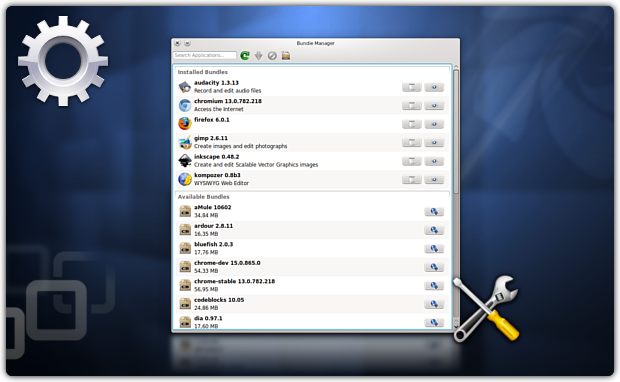 Bundle Manager
Search Applications...
Installed Bundles
audacity 1.3.13
Record and edit audio files
chromium 13.0.782.218
Access the Internet
firefox 6.0.1
gimp 2.6.11
Create images and edit photographs
inkscape 0.48.2
Create and edit Scalable Vector Graphics images
kompozer 0.8b3
WYSIWYG Web Editor
Available Bundles
aMule 10602
34,84 MB
ardour 2.8.11
16,35 MB
bluefish 2.0.3
17,76 MB
chrome-dev 15.0.865.0
54,33 MB
chrome-stable 13.0.782.218
56,95 MB
codeblocks 10.05
24,86 MB
dia 0.97.1
17,60 MB